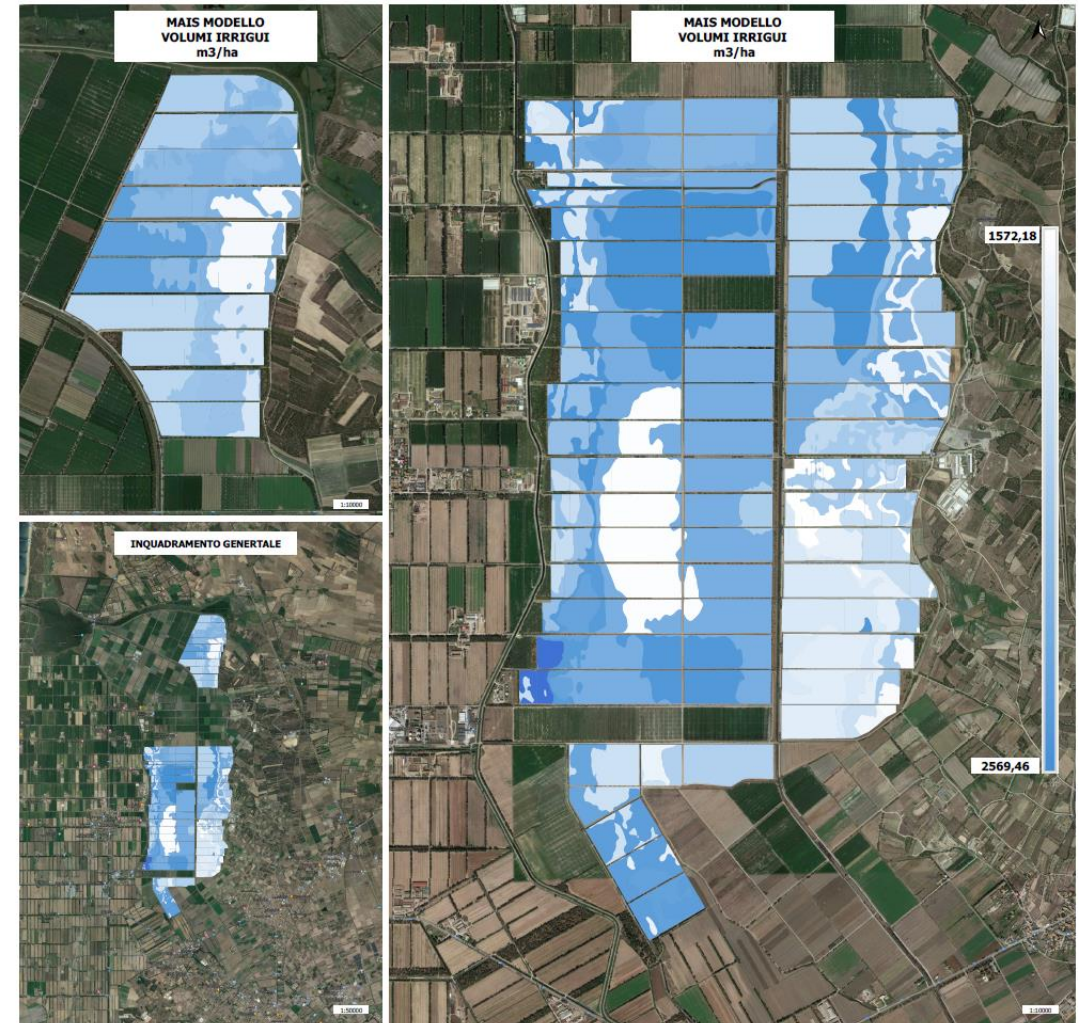 MAIS MODELLO
VOLUMI IRRIGUI
m3/ha
1:10000
INQUADRAMENTO GENERTALE
1:50000
MAIS MODELLO
VOLUMI IRRIGUI
m3/ha
1572,18
2569,46
1:10000